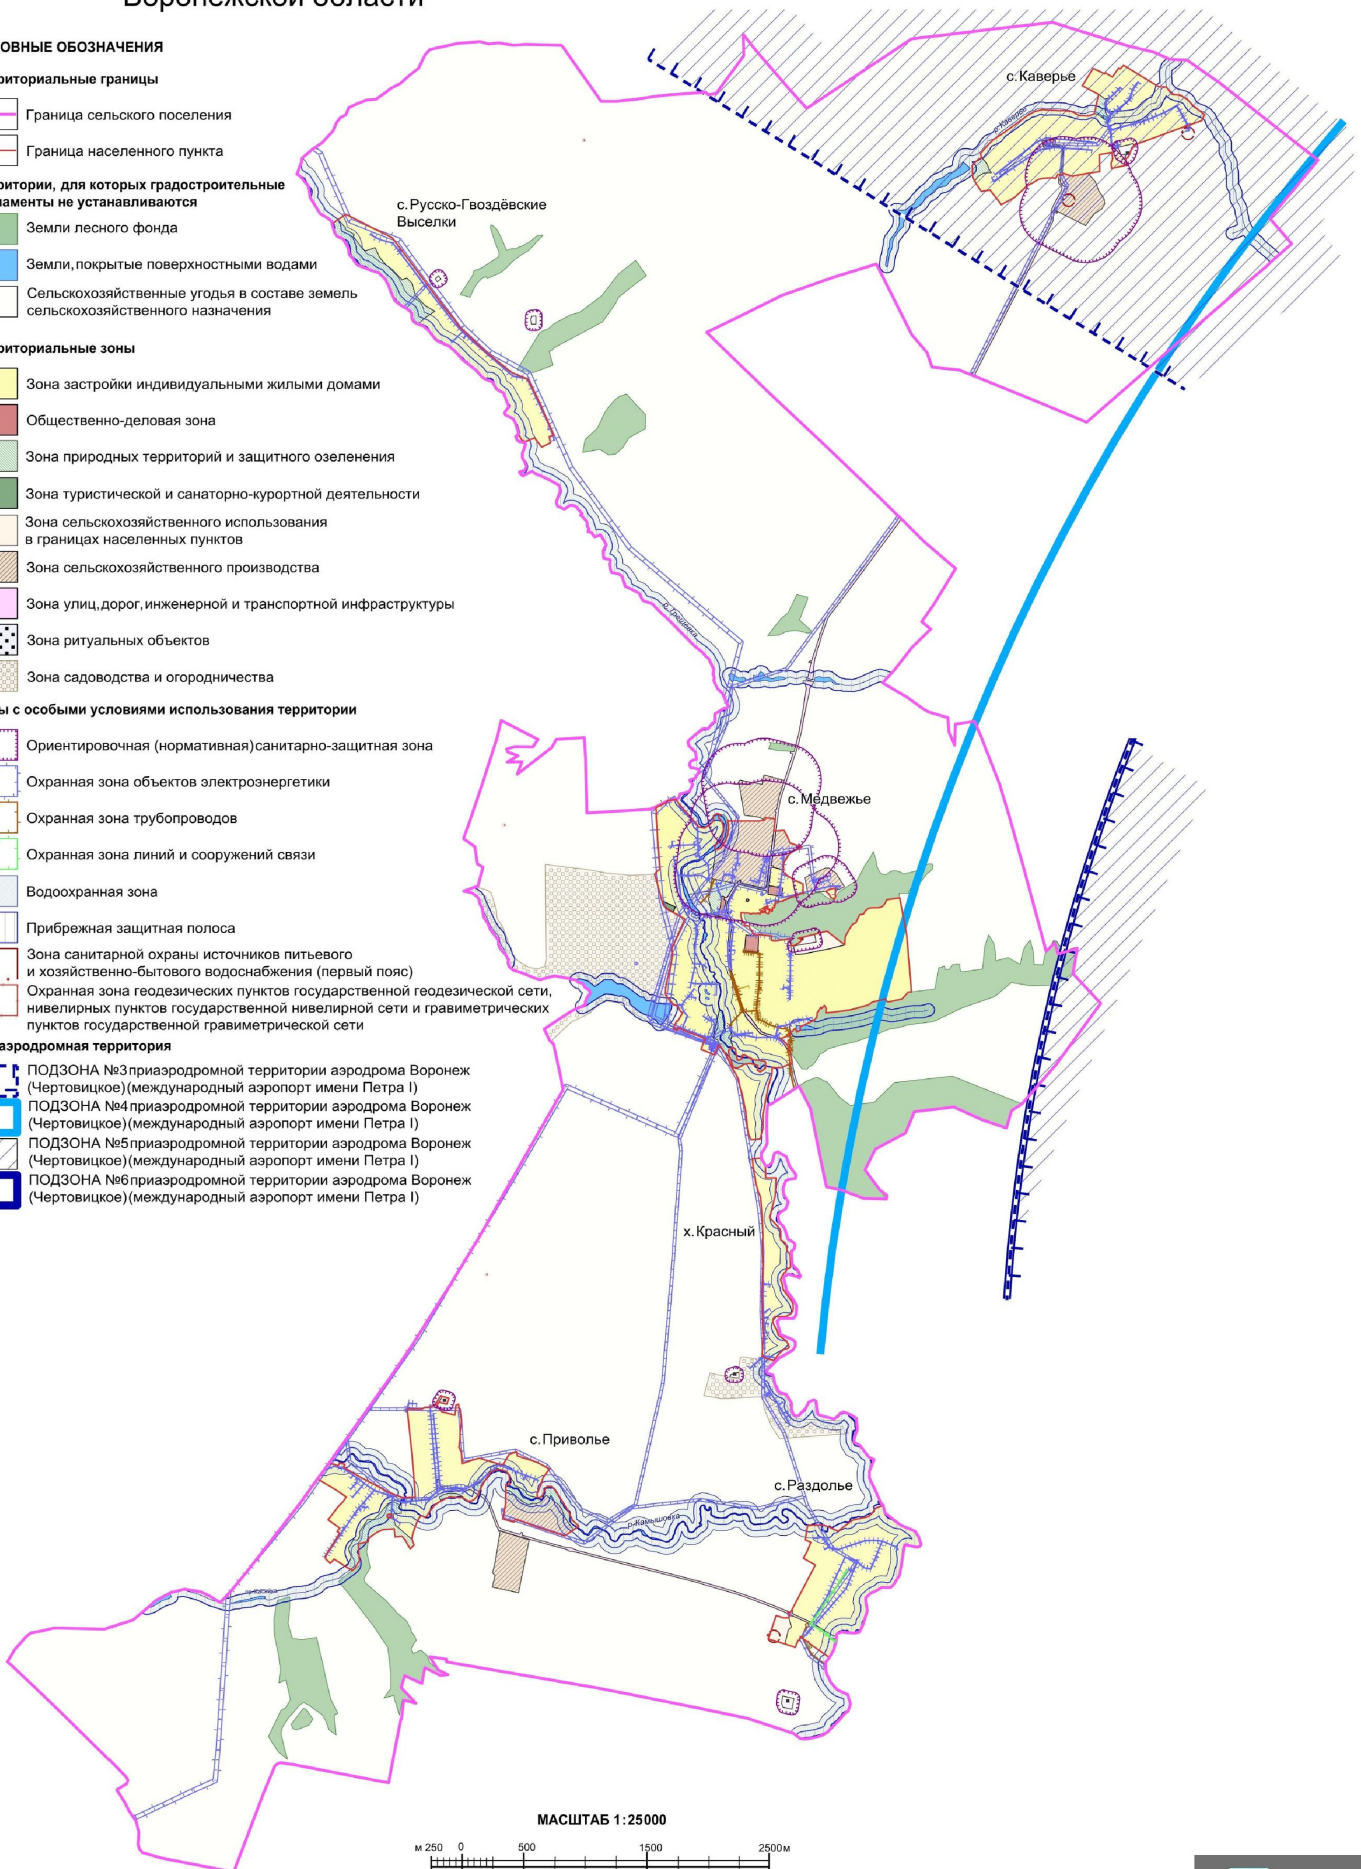 Воронежской области
ОВНЫЕ ОБОЗНАЧЕНИЯ
риториальные границы
Граница сельского поселения
Граница населенного пункта
ритории, для которых градостроительные
ламенты не устанавливаются
Земли лесного фонда
Земли, покрытые поверхностными водами
Сельскохозяйственные угодья в составе земель
сельскохозяйственного назначения
риториальные зоны
Зона застройки индивидуальными жилыми домами
Общественно-деловая зона
Зона природных территорий и защитного озеленения
Зона туристической и санаторно-курортной деятельности
Зона сельскохозяйственного использования
в границах населенных пунктов
Зона сельскохозяйственного производства
Зона улиц, дорог, инженерной и транспортной инфраструктуры
Зона ритуальных объектов
Зона садоводства и огородничества
ы с особыми условиями использования территории
Ориентировочная (нормативная) санитарно-защитная зона
Охранная зона объектов электроэнергетики
Охранная зона трубопроводов
Охранная зона линий и сооружений связи
Водоохранная зона
Прибрежная защитная полоса
Зона санитарной охраны источников питьевого
и хозяйственно-бытового водоснабжения (первый пояс)
Охранная зона геодезических пунктов государственной геодезической сети,
нивелирных пунктов государственной нивелирной сети и гравиметрических
пунктов государственной гравиметрической сети
аэродромная территория
ПОДЗОНА №3 приаэродромной территории аэродрома Воронеж
(Чертовицкое) (международный аэропорт имени Петра I)
ПОДЗОНА №4 приаэродромной территории аэродрома Воронеж
(Чертовицкое) (международный аэропорт имени Петра I)
ПОДЗОНА №5 приаэродромной территории аэродрома Воронеж
(Чертовицкое) (международный аэропорт имени Петра I)
ПОДЗОНА №6 приаэродромной территории аэродрома Воронеж
(Чертовицкое) (международный аэропорт имени Петра I)
с. Каверье
с. Русско-Гвоздёвские
Выселки
с. Медвежье
х. Красный
с. Приволье
с. Раздолье
р. Камышовка
МАСШТАБ 1:25000
м 250 0 500 1500 2500м